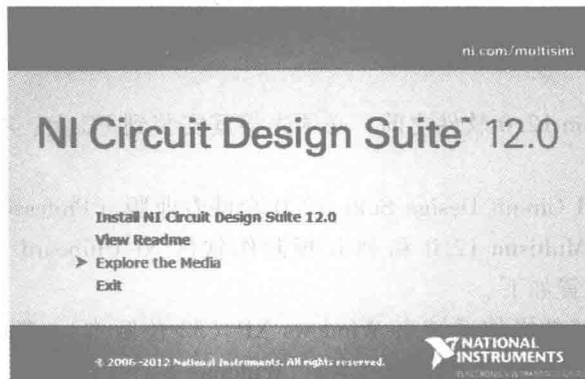 ni.com/multisim
NI Circuit Design Suite™ 12.0
Install NI Circuit Design Suite 12.0
View Readme
➤ Explore the Media
Exit
© 2006-2012 National Instruments. All rights reserved.
NATIONAL
INSTRUMENTS